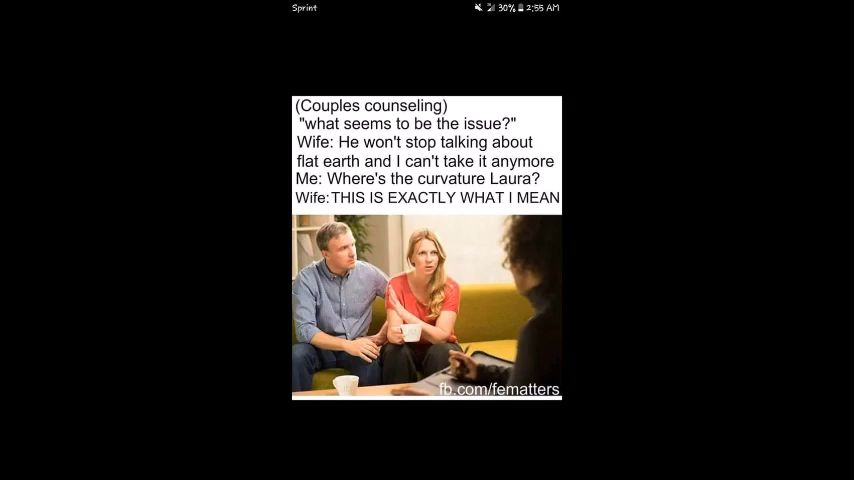 Sprint 30% 2:55 AM
(Couples counseling)
"what seems to be the issue?"
Wife: He won't stop talking about
flat earth and I can't take it anymore
Me: Where's the curvature Laura?
Wife:THIS IS EXACTLY WHAT I MEAN
fb.com/fematters